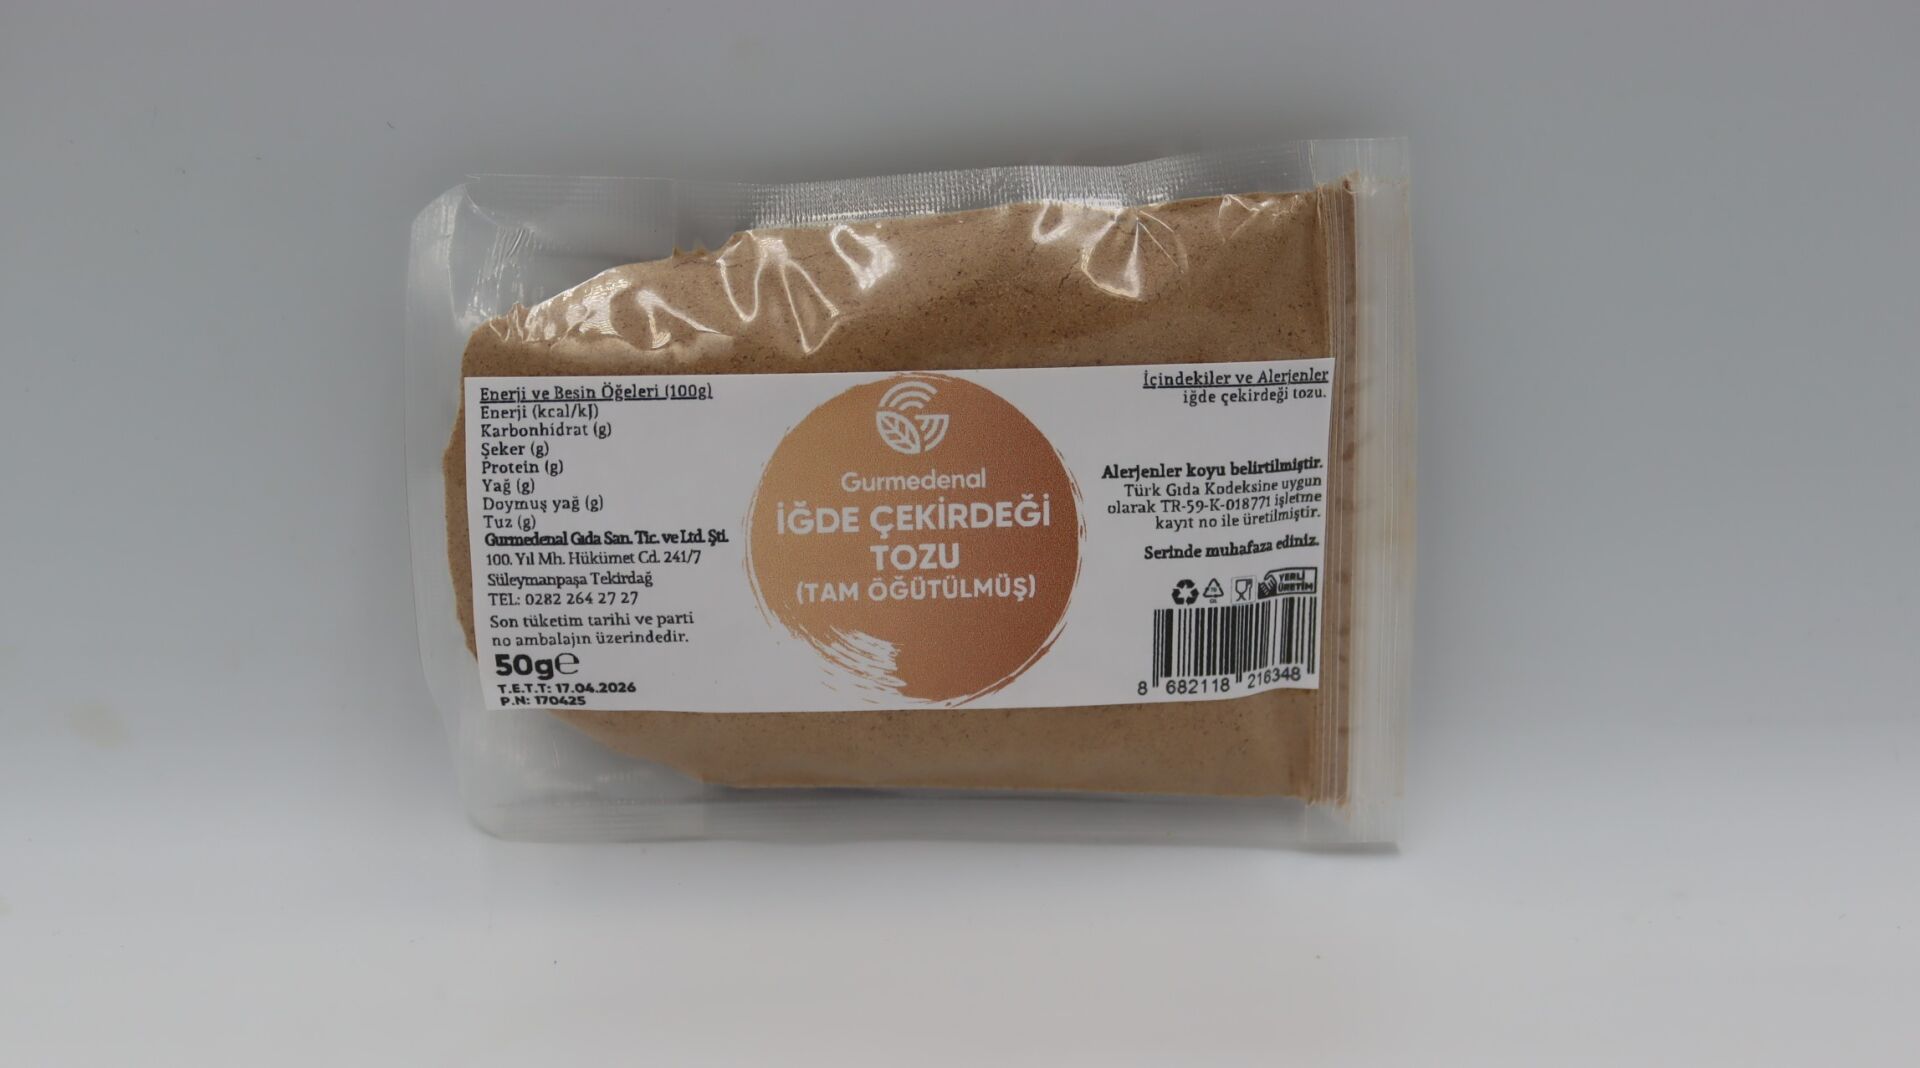 Enerji ve Besin Öğeleri (100g)
Enerji (kcal/kJ)
Karbonhidrat (g)
Şeker (g)
Protein (g)
Yağ (g)
Doymuş yağ (g)
Tuz (g)
Gurmedenal Gıda San. Tic. ve Ltd. Şti.
100. Yıl Mh. Hükümet Cd. 241/7
Süleymanpaşa Tekirdağ
TEL: 0282 264 27 27
Son tüketim tarihi ve parti
no ambalajın üzerindedir.
50g℮
T.E.T.T: 17.04.2026
P.N: 170425
Gurmedenal
İĞDE ÇEKİRDEĞİ
TOZU
(TAM ÖĞÜTÜLMÜŞ)
İçindekiler ve Alerjenler
iğde çekirdeği tozu.
Alerjenler koyu belirtilmiştir.
Türk Gıda Kodeksine uygun
olarak TR-59-K-018771 işletme
kayıt no ile üretilmiştir.
Serinde muhafaza ediniz.
YERLİ
ÜRETİM
8 682118 216348